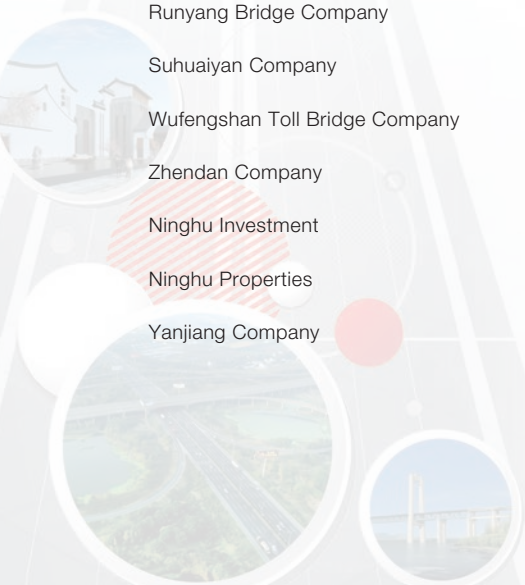 Runyang Bridge Company
Suhuaiyan Company
Wufengshan Toll Bridge Company
Zhendan Company
Ninghu Investment
Ninghu Properties
Yanjiang Company